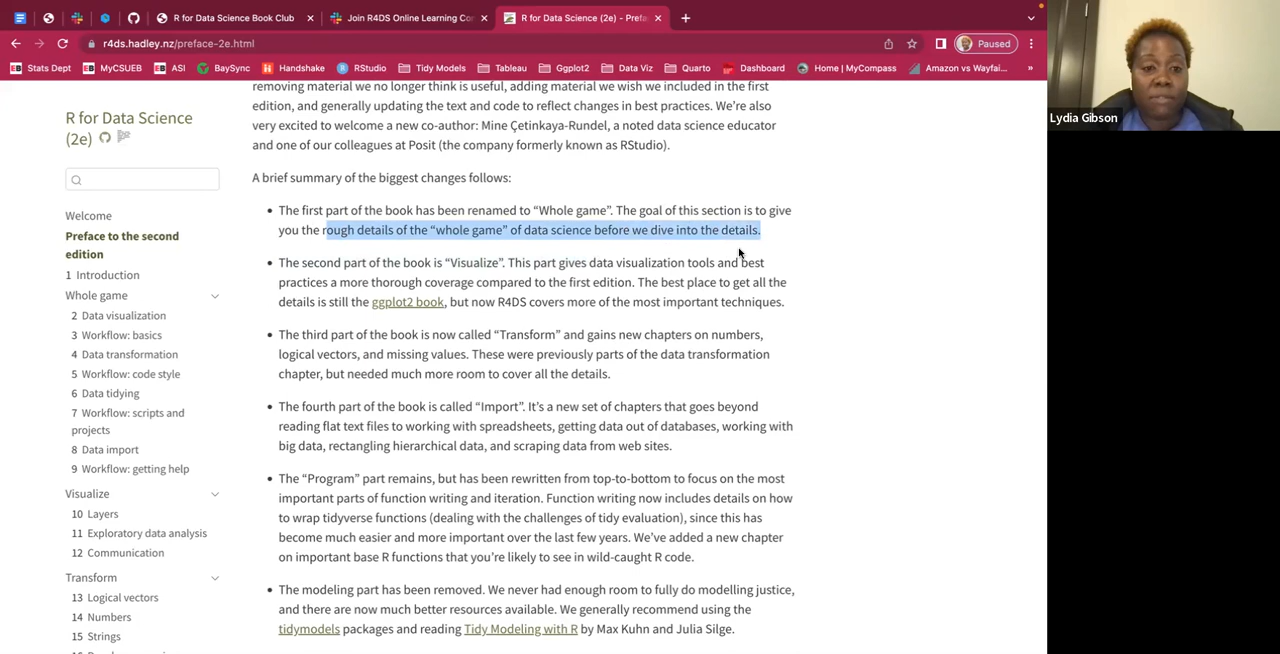 R for Data Science Book Club
Join R4DS Online Learning Co
R for Data Science (2e) - Prefa
r4ds.hadley.nz/preface-2e.html
Paused
Stats Dept
MyCSUEB
ASI
BaySync
Handshake
RStudio
Tidy Models
Tableau
Ggplot2
Data Viz
Quarto
Dashboard
Home | MyCompass
Amazon vs Wayfai...
»
R for Data Science
(2e)
Welcome
Preface to the second
edition
1 Introduction
Whole game
2 Data visualization
3 Workflow: basics
4 Data transformation
5 Workflow: code style
6 Data tidying
7 Workflow: scripts and
projects
8 Data import
9 Workflow: getting help
Visualize
10 Layers
11 Exploratory data analysis
12 Communication
Transform
13 Logical vectors
14 Numbers
15 Strings
removing material we no longer think is useful, adding material we wish we included in the first
edition, and generally updating the text and code to reflect changes in best practices. We’re also
very excited to welcome a new co-author: Mine Çetinkaya-Rundel, a noted data science educator
and one of our colleagues at Posit (the company formerly known as RStudio).
A brief summary of the biggest changes follows:
• The first part of the book has been renamed to “Whole game”. The goal of this section is to give
you the rough details of the “whole game” of data science before we dive into the details.
• The second part of the book is “Visualize”. This part gives data visualization tools and best
practices a more thorough coverage compared to the first edition. The best place to get all the
details is still the ggplot2 book, but now R4DS covers more of the most important techniques.
• The third part of the book is now called “Transform” and gains new chapters on numbers,
logical vectors, and missing values. These were previously parts of the data transformation
chapter, but needed much more room to cover all the details.
• The fourth part of the book is called “Import”. It’s a new set of chapters that goes beyond
reading flat text files to working with spreadsheets, getting data out of databases, working with
big data, rectangling hierarchical data, and scraping data from web sites.
• The “Program” part remains, but has been rewritten from top-to-bottom to focus on the most
important parts of function writing and iteration. Function writing now includes details on how
to wrap tidyverse functions (dealing with the challenges of tidy evaluation), since this has
become much easier and more important over the last few years. We’ve added a new chapter
on important base R functions that you’re likely to see in wild-caught R code.
• The modeling part has been removed. We never had enough room to fully do modelling justice,
and there are now much better resources available. We generally recommend using the
tidymodels packages and reading Tidy Modeling with R by Max Kuhn and Julia Silge.
Lydia Gibson